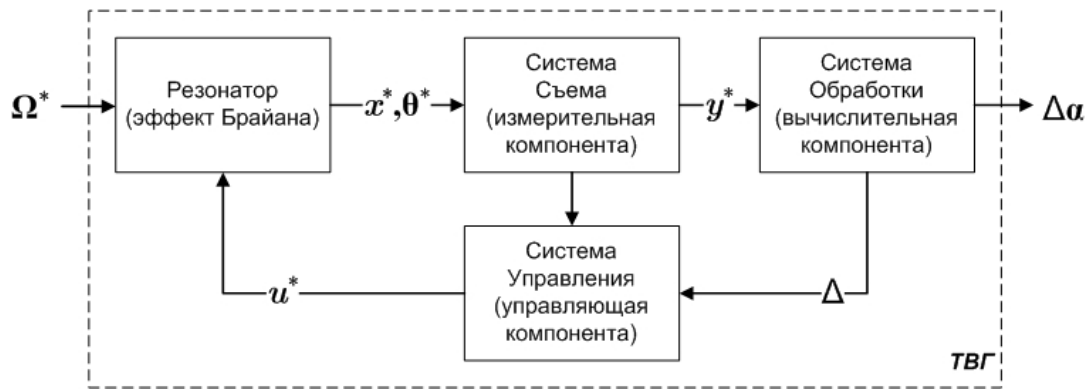 Резонатор
(эффект Брайана)
Система
Съема
(измерительная
компонента)
Система
Обработки
(вычислительная
компонента)
Ω*
x*,θ*
y*
Δα
Система
Управления
(управляющая
компонента)
u*
Δ
ТВГ